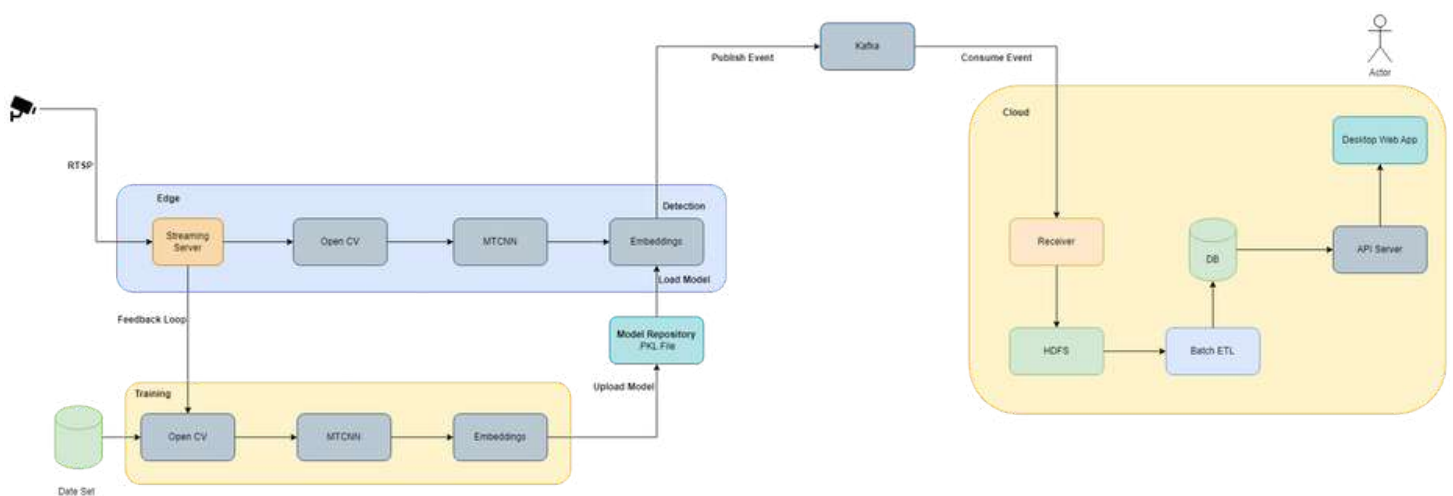 Publish Event
Kafka
Consume Event
Actor
Cloud
Desktop Web App
RTSP
Edge
Detection
Streaming
Server
Open CV
MTCNN
Embeddings
Receiver
DB
API Server
Load Model
Feedback Loop
Model Repository
.PKL File
HDFS
Batch ETL
Upload Model
Training
Open CV
MTCNN
Embeddings
Date Set